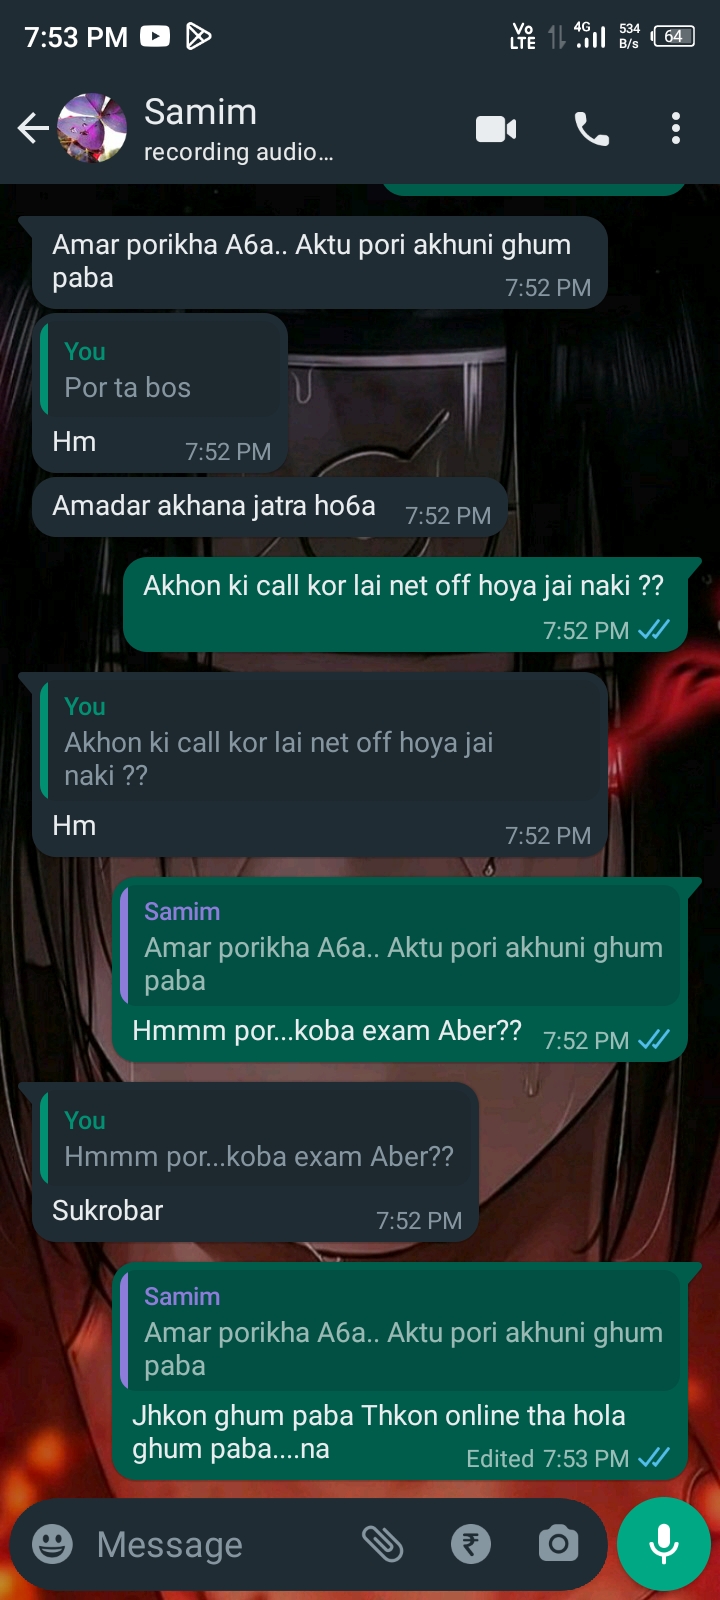 7:53 PM
Vo LTE 4G 534 B/s 64
Samim
recording audio...
Amar porikha A6a.. Aktu pori akhuni ghum
paba
7:52 PM
You
Por ta bos
Hm 7:52 PM
Amadar akhana jatra ho6a 7:52 PM
Akhon ki call kor lai net off hoya jai naki ??
7:52 PM
You
Akhon ki call kor lai net off hoya jai
naki ??
Hm 7:52 PM
Samim
Amar porikha A6a.. Aktu pori akhuni ghum
paba
Hmmm por...koba exam Aber?? 7:52 PM
You
Hmmm por...koba exam Aber??
Sukrobar 7:52 PM
Samim
Amar porikha A6a.. Aktu pori akhuni ghum
paba
Jhkon ghum paba Thkon online tha hola
ghum paba....na Edited 7:53 PM
Message